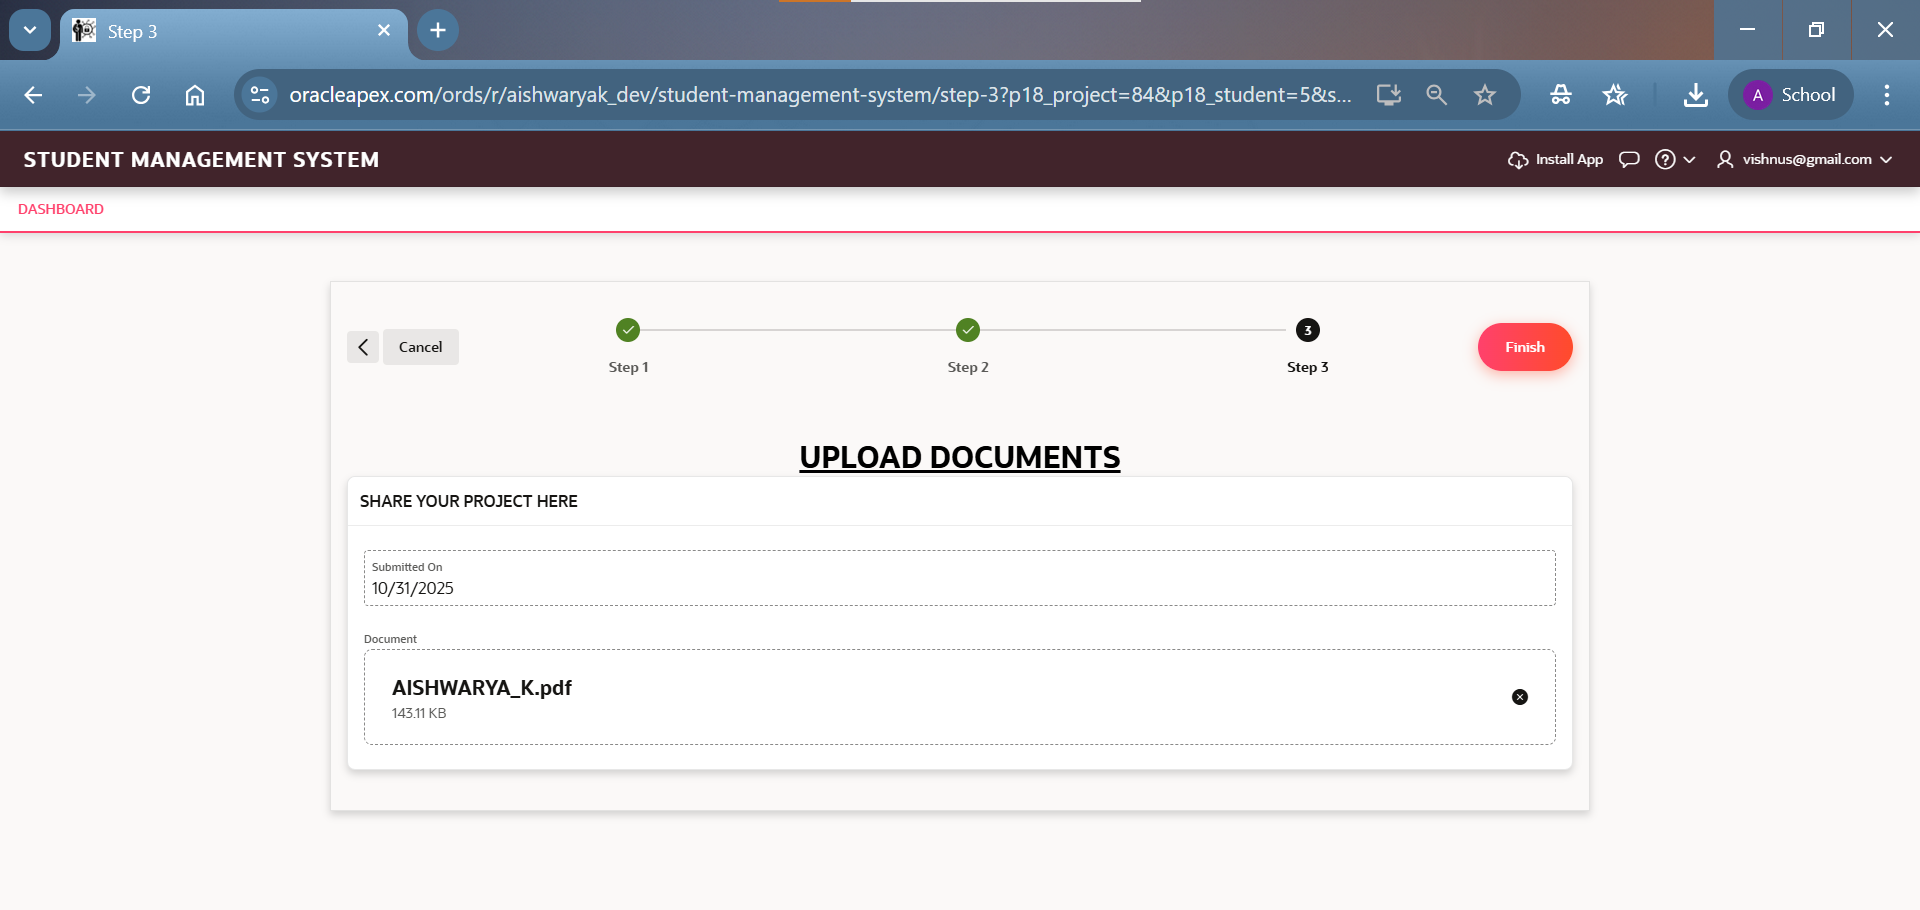 Step 3
oracleapex.com/ords/r/aishwaryak_dev/student-management-system/step-3?p18_project=84&p18_student=5&s...
A School
STUDENT MANAGEMENT SYSTEM
Install App
vishnus@gmail.com
DASHBOARD
Cancel
Step 1
Step 2
3
Step 3
Finish
UPLOAD DOCUMENTS
SHARE YOUR PROJECT HERE
Submitted On
10/31/2025
Document
AISHWARYA_K.pdf
143.11 KB